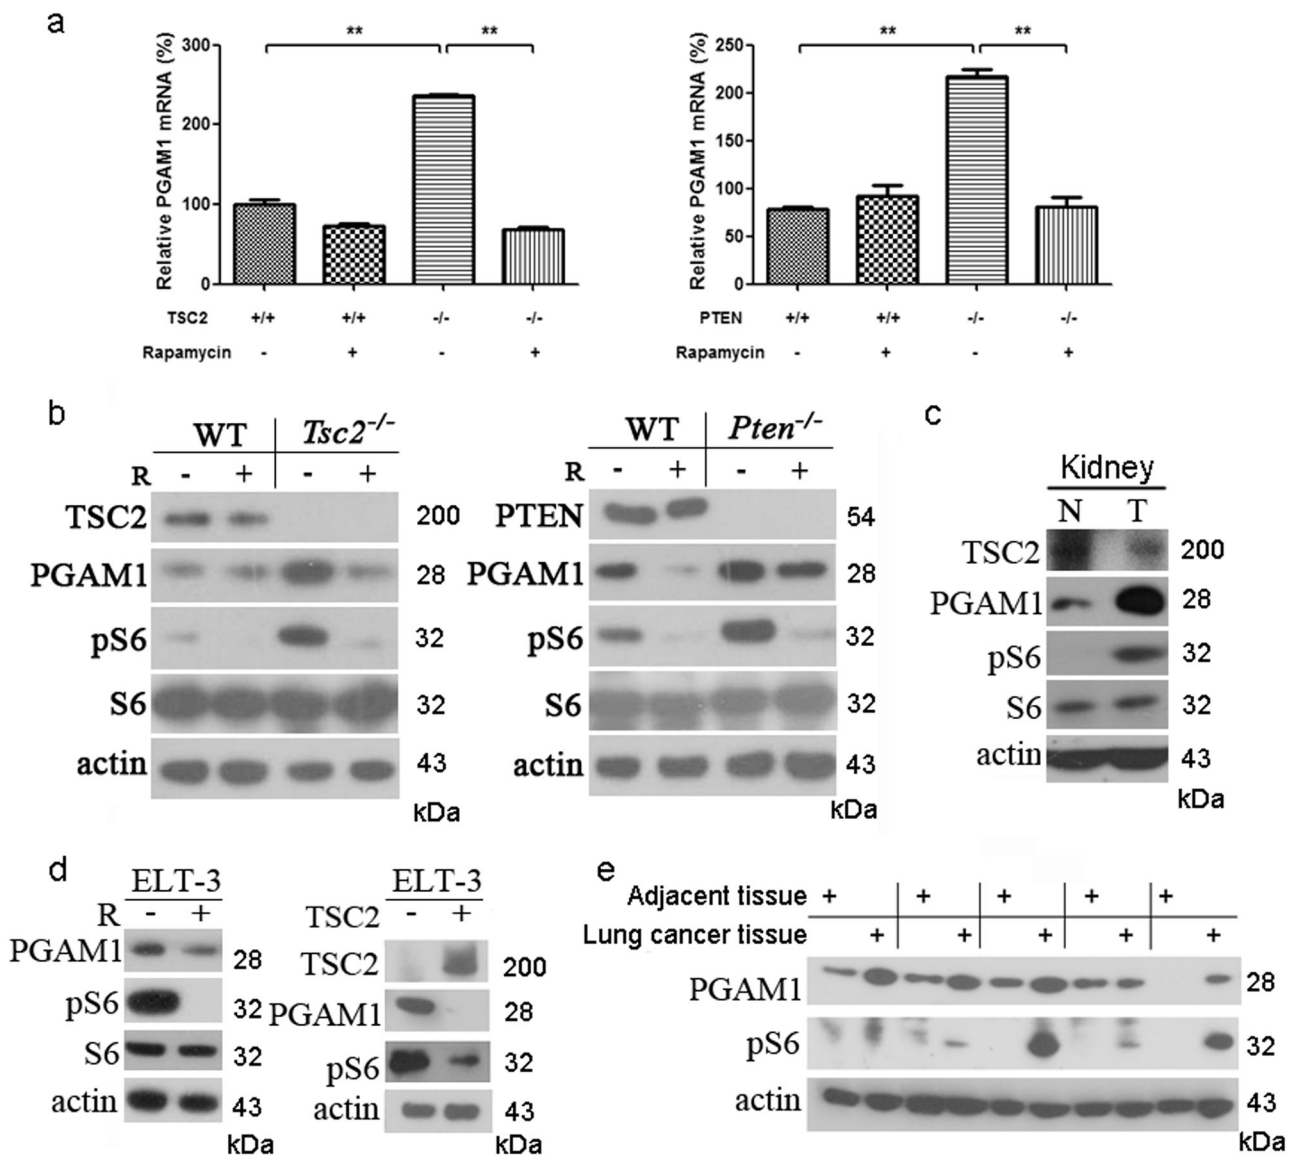 a
** **
300
200
100
0
Relative PGAM1 mRNA (%)
TSC2 +/+ +/+ -/- -/-
Rapamycin - + - +
** **
250
200
150
100
50
0
Relative PGAM1 mRNA (%)
PTEN +/+ +/+ -/- -/-
Rapamycin - + - +
b
WT Tsc2-/-
R - + - +
TSC2 200
PGAM1 28
pS6 32
S6 32
actin 43
kDa
WT Pten-/-
R - + - +
PTEN 54
PGAM1 28
pS6 32
S6 32
actin 43
kDa
c
Kidney
N T
TSC2 200
PGAM1 28
pS6 32
S6 32
actin 43
kDa
d
ELT-3
R - +
PGAM1 28
pS6 32
S6 32
actin 43
kDa
ELT-3
TSC2 - +
TSC2 200
PGAM1 28
pS6 32
actin 43
kDa
e
Adjacent tissue + + + + +
Lung cancer tissue + + + + +
PGAM1 28
pS6 32
actin 43
kDa